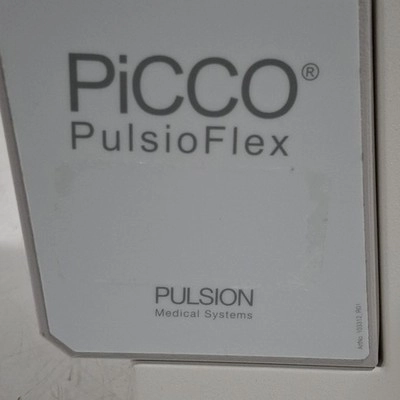 PiCCO®
PulsioFlex
PULSION
Medical Systems